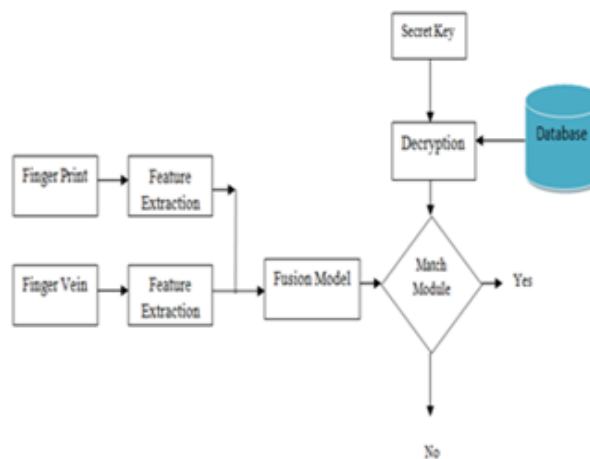 Secret Key
Decryption
Database
Finger Print
Feature
Extraction
Finger Vein
Feature
Extraction
Fusion Model
Match
Module
Yes
No